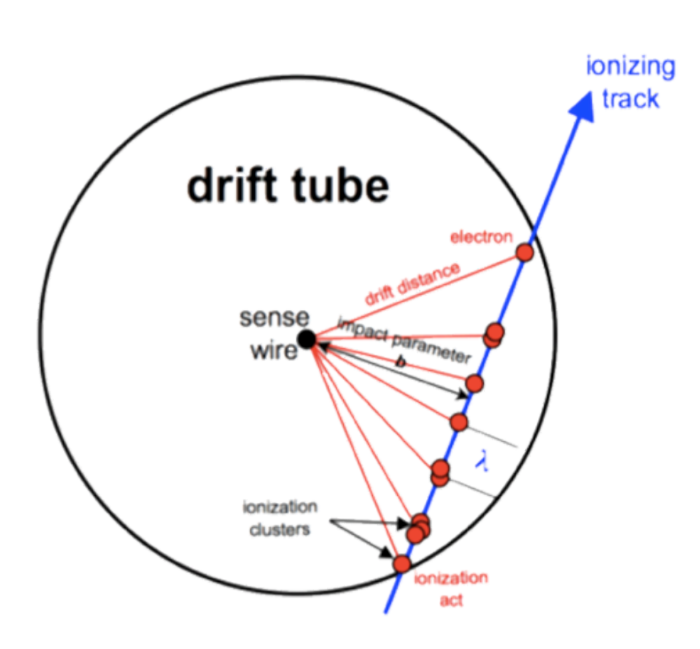 ionizing
track
drift tube
electron
drift distance
sense
wire
impact parameter
b
λ
ionization
clusters
ionization
act